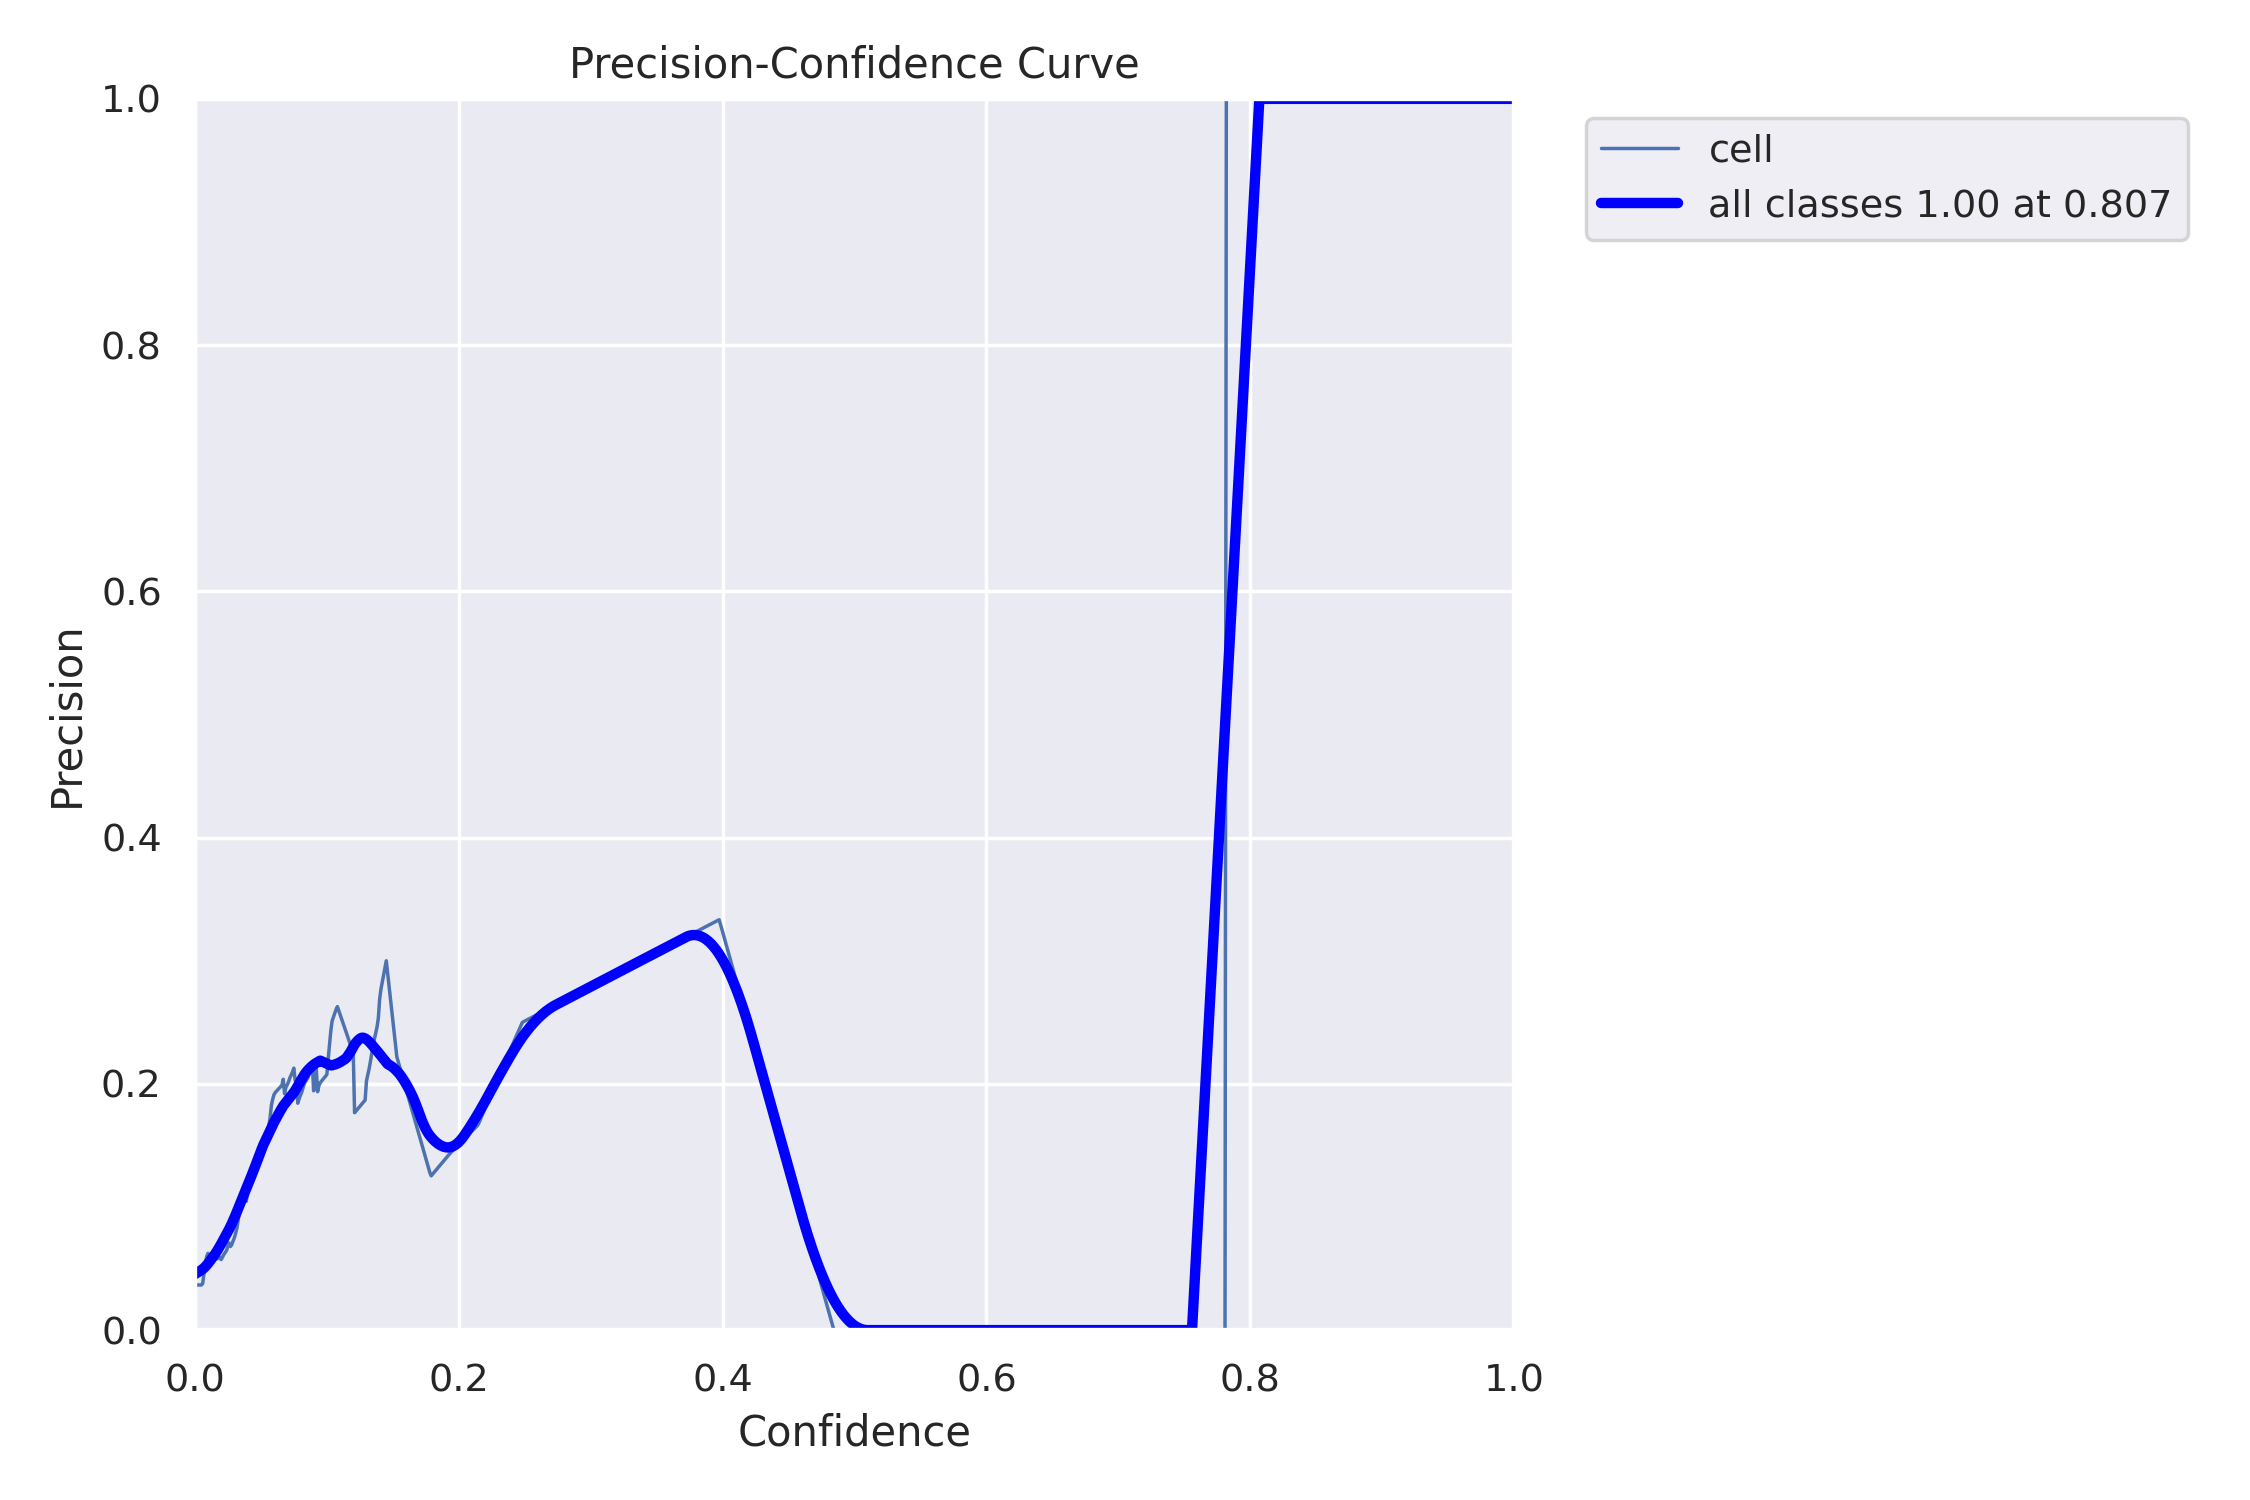 Precision-Confidence Curve
1.0
0.8
0.6
0.4
0.2
0.0
Precision
0.0 0.2 0.4 0.6 0.8 1.0
Confidence
cell
all classes 1.00 at 0.807